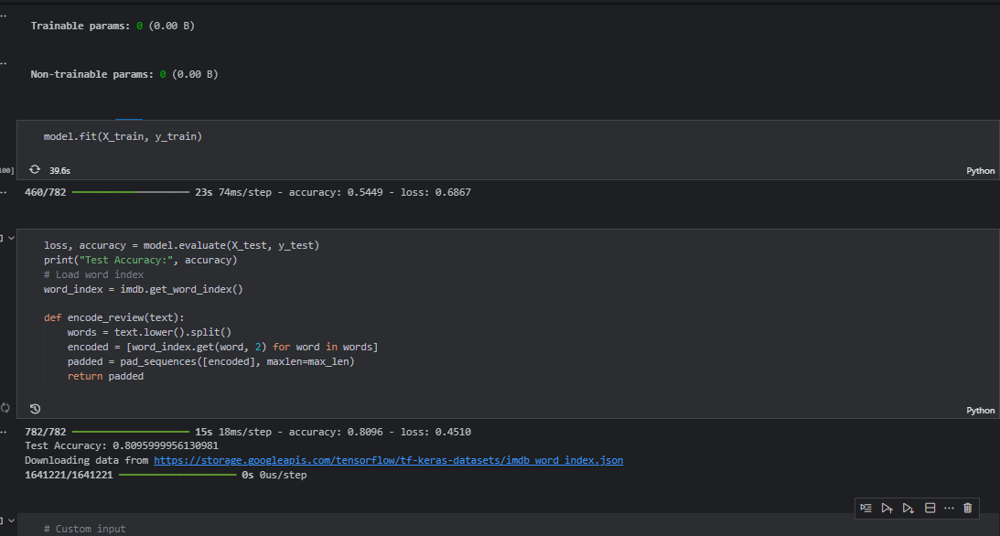 Trainable params: 0 (0.00 B)
Non-trainable params: 0 (0.00 B)
model.fit(X_train, y_train)
39.6s
Python
460/782 23s 74ms/step - accuracy: 0.5449 - loss: 0.6867
loss, accuracy = model.evaluate(X_test, y_test)
print("Test Accuracy:", accuracy)
# Load word index
word_index = imdb.get_word_index()
def encode_review(text):
words = text.lower().split()
encoded = [word_index.get(word, 2) for word in words]
padded = pad_sequences([encoded], maxlen=max_len)
return padded
Python
782/782 15s 18ms/step - accuracy: 0.8096 - loss: 0.4510
Test Accuracy: 0.8095999956130981
Downloading data from https://storage.googleapis.com/tensorflow/tf-keras-datasets/imdb_word_index.json
1641221/1641221 0s 0us/step
# Custom input